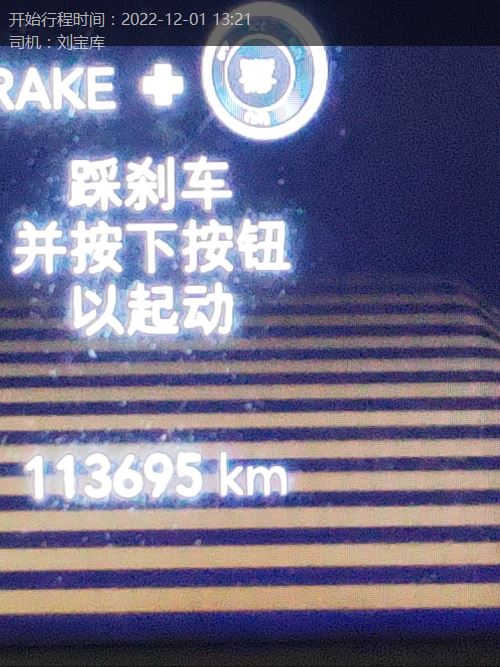 开始行程时间：2022-12-01 13:21
司机：刘宝库
RAKE +
踩刹车
并按下按钮
以起动
113695 km